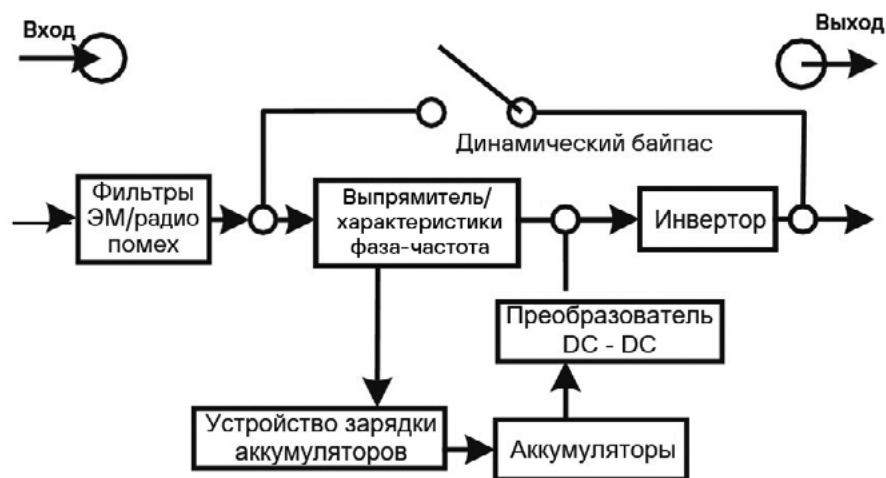 Вход
Выход
Динамический байпас
Фильтры
ЭМ/радио
помех
Выпрямитель/
характеристики
фаза-частота
Инвертор
Преобразователь
DC - DC
Устройство зарядки
аккумуляторов
Аккумуляторы